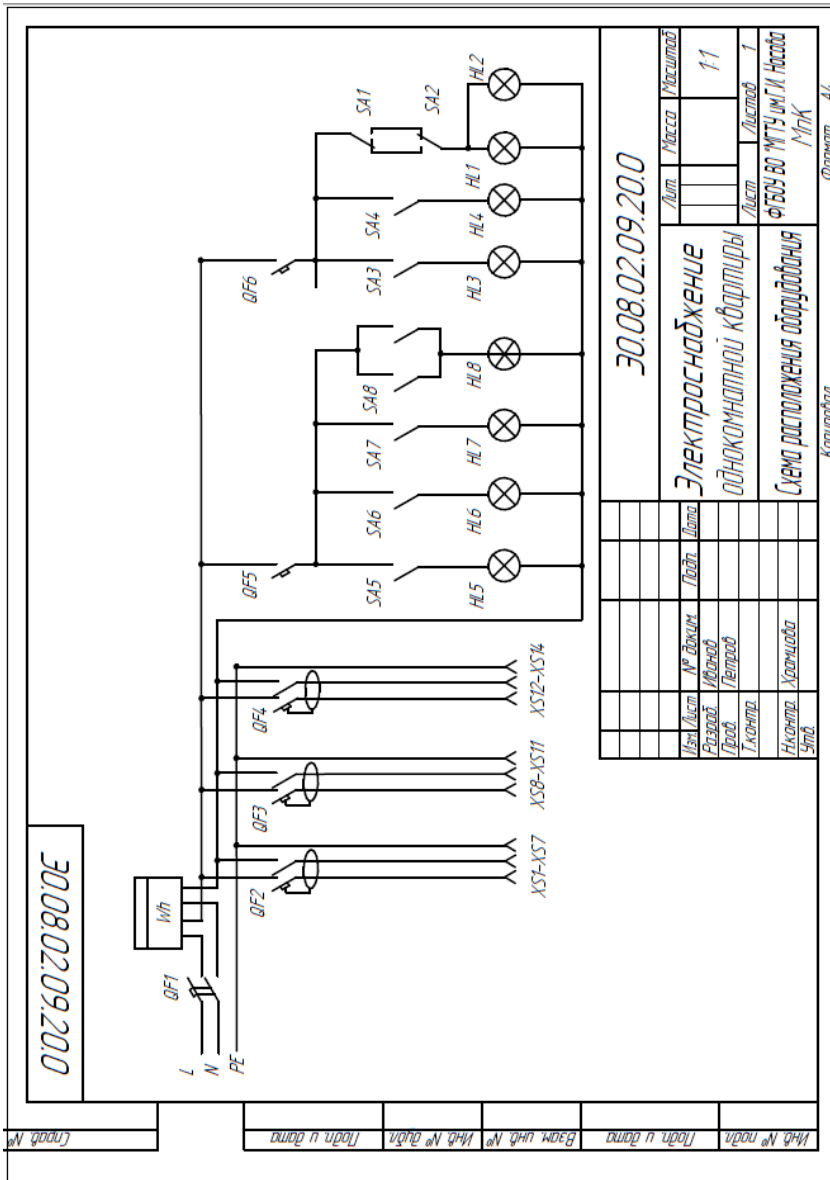 30.08.02.09.20.0
L
N
PE
QF1
Wh
QF2
QF3
QF4
QF5
QF6
SA5
SA6
SA7
SA8
SA3
SA4
SA1
SA2
HL5
HL6
HL7
HL8
HL3
HL4
HL1
HL2
XS1-XS7
XS8-XS11
XS12-XS14
30.08.02.09.20.0
Изм. Лист № докум. Подп. Дата
Разраб. Иванов
Пров. Петров
Т.контр.
Н.контр. Храмцова
Утв.
Электроснабжение
однокомнатной квартиры
Схема расположения оборудования
Лит. Масса Масштаб
1:1
Лист Листов 1
ФГБОУ ВО "МГТУ им Г.И. Носова
МпК
Копировал Формат А4
Справ. №
Подп. и дата
Инв. № дубл.
Взам. инв. №
Подп. и дата
Инв. № подл.